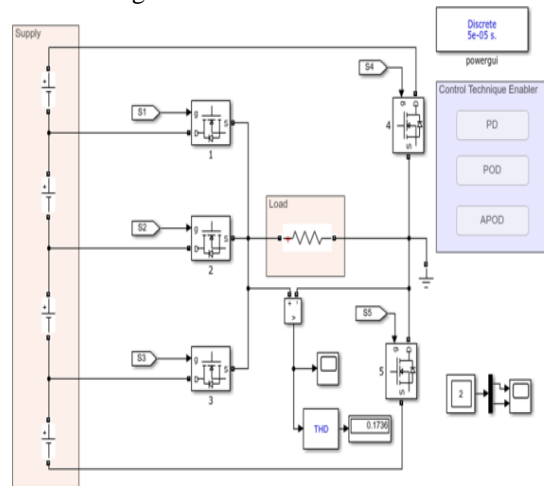 Supply
Discrete
5e-05 s.
powergui
S4
Control Technique Enabler
S1
g
D
S
1
4
g
D
S
PD
POD
APOD
S2
g
D
S
2
Load
S3
g
D
S
3
+
-
v
S5
g
D
S
5
THD
0.1736
2